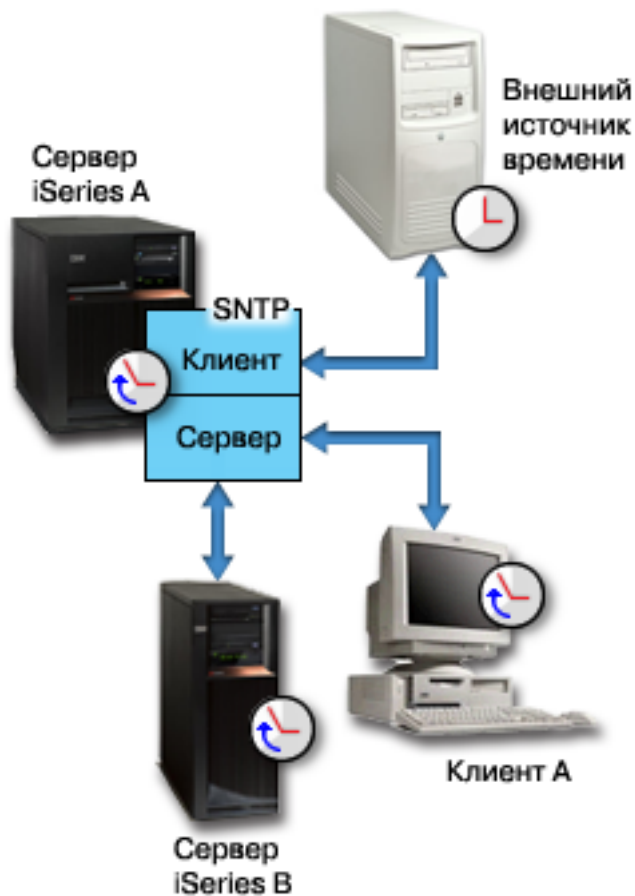 Внешний
источник
времени
Сервер
iSeries A
SNTP
Клиент
Сервер
Клиент А
Сервер
iSeries B